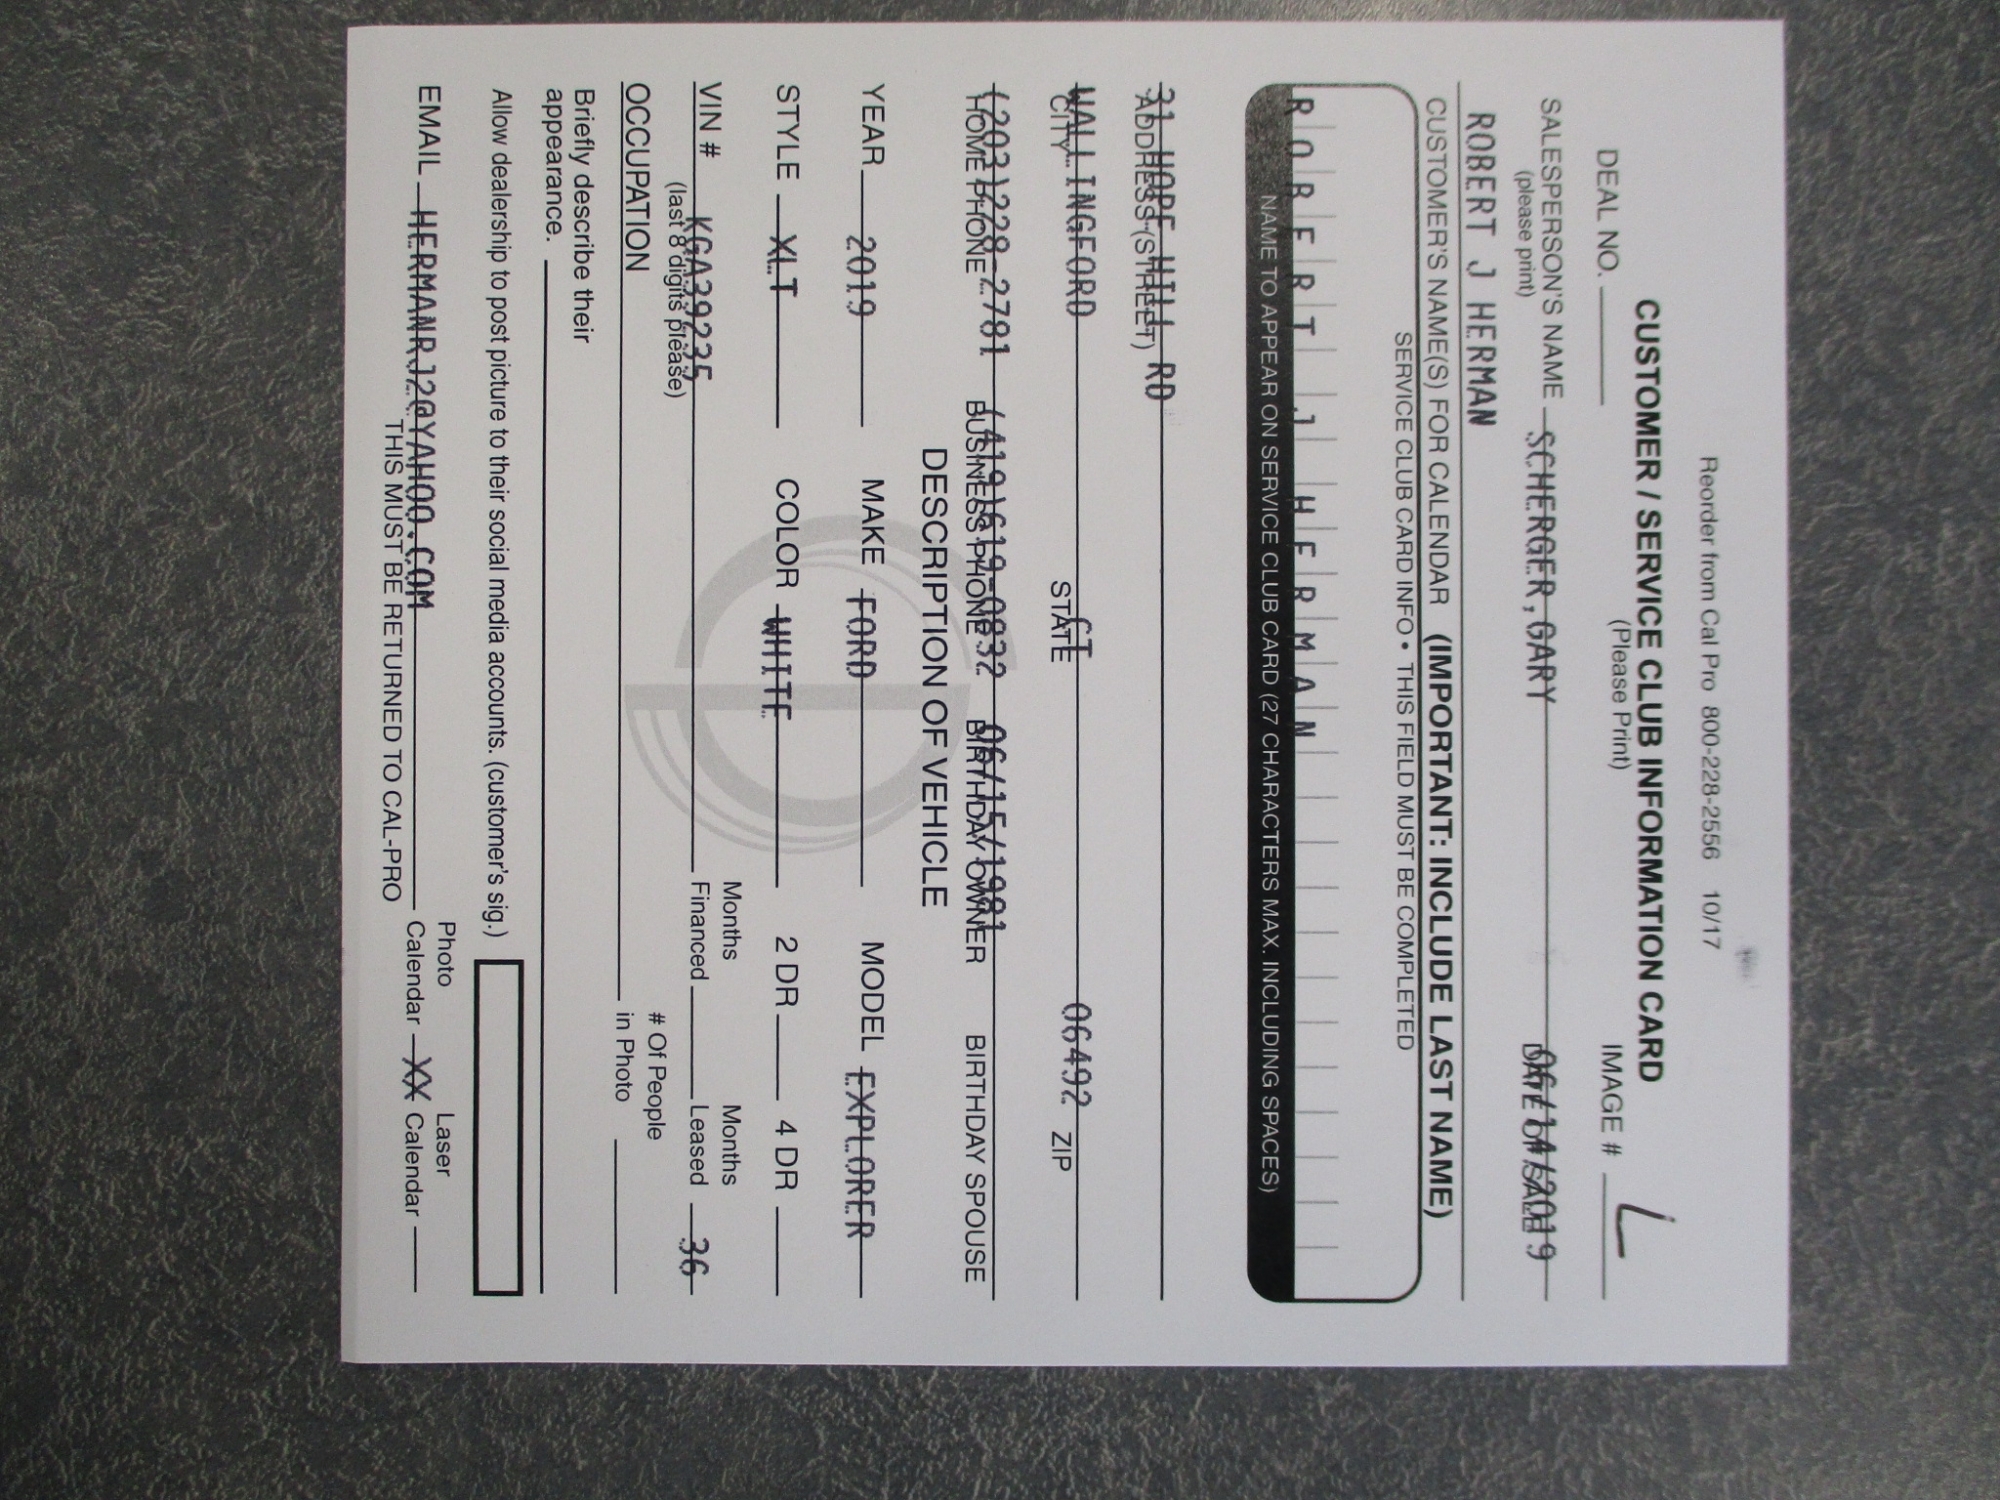 Reorder from Cal Pro 800-228-2556 10/17
CUSTOMER / SERVICE CLUB INFORMATION CARD
(Please Print)
DEAL NO. IMAGE # L
SALESPERSON'S NAME SCHERGER,GARY 06/14/2019
(please print) DATE OF SALE
ROBERT J HERMAN
CUSTOMER'S NAME(S) FOR CALENDAR (IMPORTANT: INCLUDE LAST NAME)
SERVICE CLUB CARD INFO • THIS FIELD MUST BE COMPLETED
ROBERT J HERMAN
NAME TO APPEAR ON SERVICE CLUB CARD (27 CHARACTERS MAX. INCLUDING SPACES)
31 HOPE HILL RD
ADDRESS (STREET)
WALLINGFORD CT 06492 ZIP
CITY STATE
(203)228-2781 (419)619-0832 06/15/1981
HOME PHONE BUSINESS PHONE BIRTHDAY OWNER BIRTHDAY SPOUSE
DESCRIPTION OF VEHICLE
YEAR 2019 MAKE FORD MODEL EXPLORER
STYLE XLT COLOR WHITE 2 DR 4 DR
Months Months
VIN # KGA39235 Financed Leased 36
(last 8 digits please)
# Of People
OCCUPATION in Photo
Briefly describe their
appearance.
Allow dealership to post picture to their social media accounts. (customer's sig.)
Photo Laser
EMAIL HERMANRJ2@YAHOO.COM Calendar XX Calendar
THIS MUST BE RETURNED TO CAL-PRO